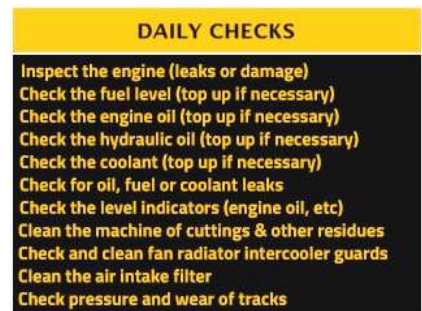 DAILY CHECKS
Inspect the engine (leaks or damage)
Check the fuel level (top up if necessary)
Check the engine oil (top up if necessary)
Check the hydraulic oil (top up if necessary)
Check the coolant (top up if necessary)
Check for oil, fuel or coolant leaks
Check the level indicators (engine oil, etc)
Clean the machine of cuttings & other residues
Check and clean fan radiator intercooler guards
Clean the air intake filter
Check pressure and wear of tracks